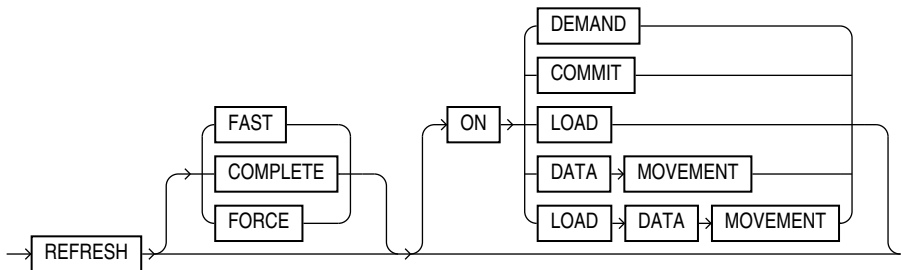 DEMAND
COMMIT
ON LOAD
FAST
COMPLETE DATA MOVEMENT
FORCE LOAD DATA MOVEMENT
REFRESH